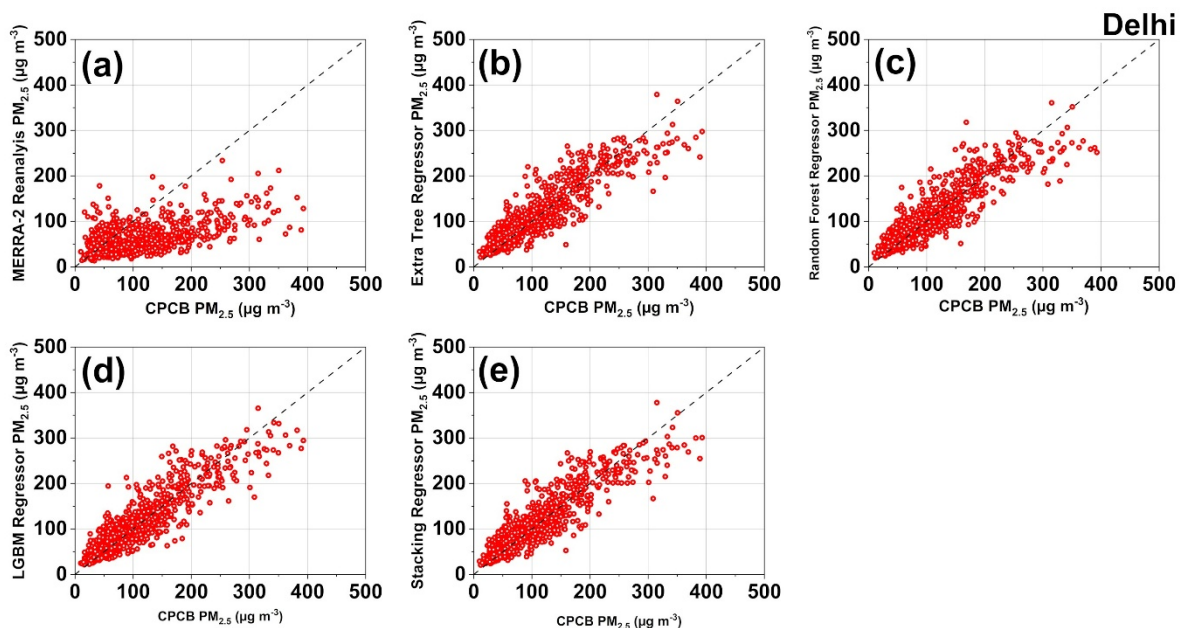 Delhi
(a)
MERRA-2 Reanalysis PM2.5 (µg m-3)
500
400
300
200
100
0
0 100 200 300 400 500
CPCB PM2.5 (µg m-3)
(b)
Extra Tree Regressor PM2.5 (µg m-3)
500
400
300
200
100
0
0 100 200 300 400 500
CPCB PM2.5 (µg m-3)
(c)
Random Forest Regressor PM2.5 (µg m-3)
500
400
300
200
100
0
0 100 200 300 400 500
CPCB PM2.5 (µg m-3)
(d)
LGBM Regressor PM2.5 (µg m-3)
500
400
300
200
100
0
0 100 200 300 400 500
CPCB PM2.5 (µg m-3)
(e)
Stacking Regressor PM2.5 (µg m-3)
500
400
300
200
100
0
0 100 200 300 400 500
CPCB PM2.5 (µg m-3)